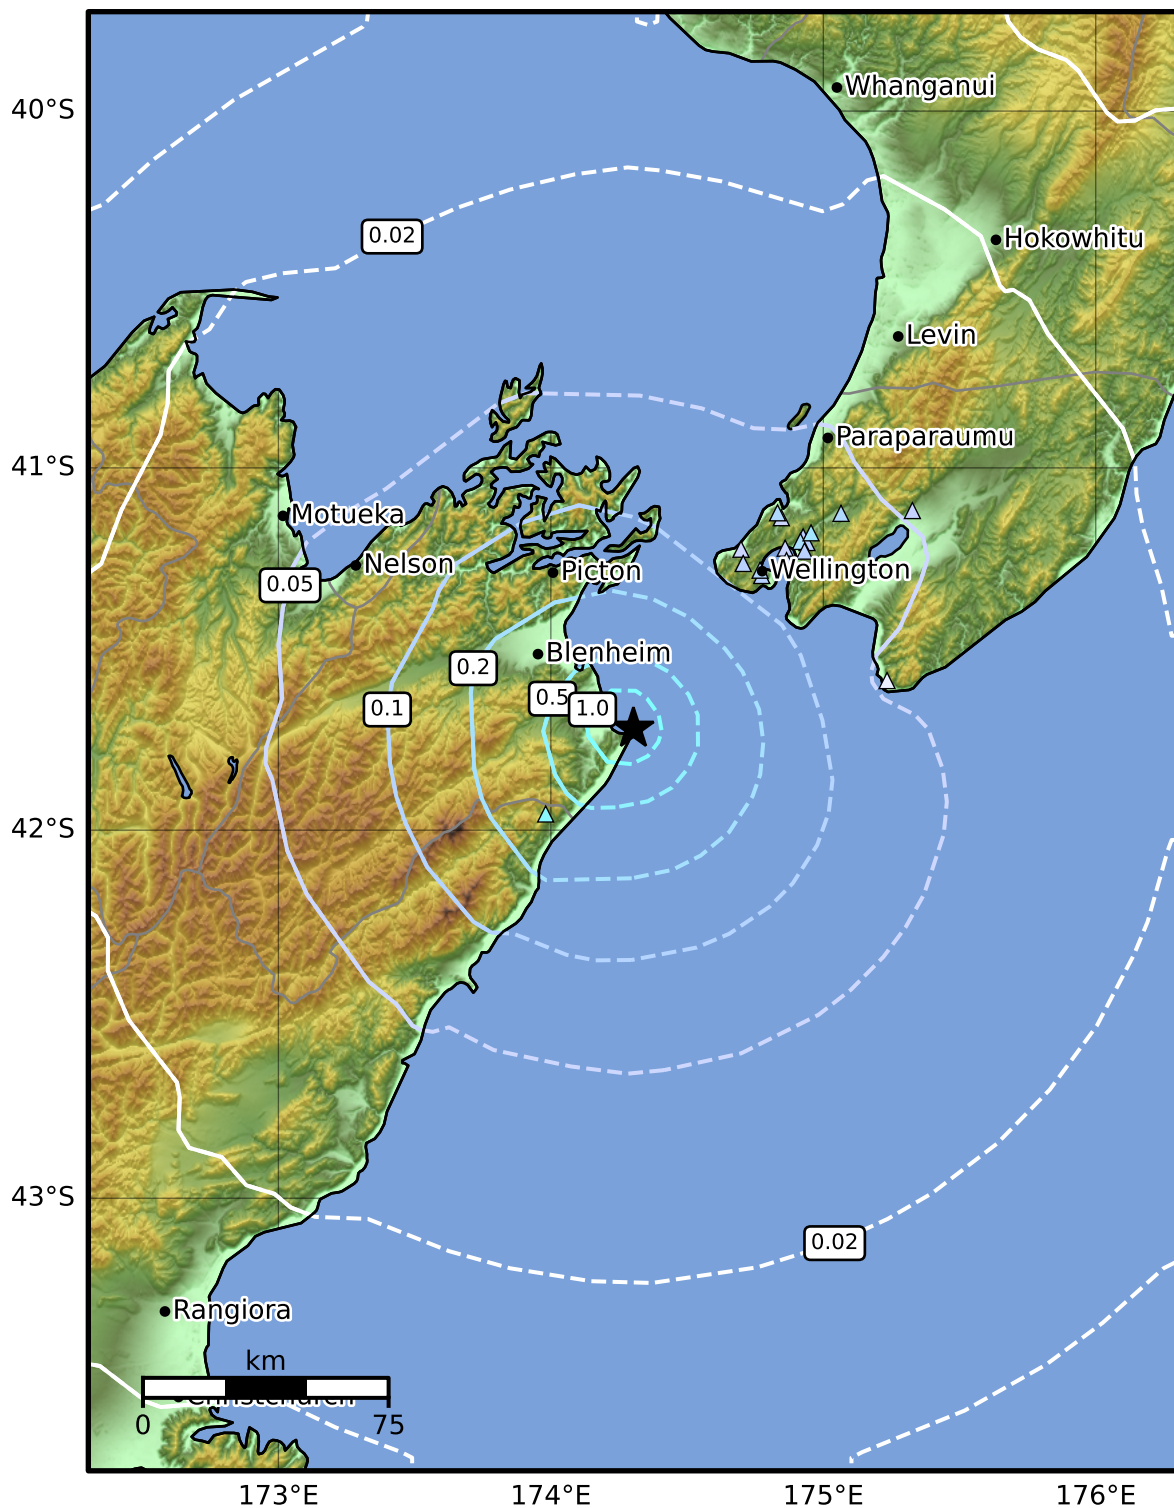 Whanganui
40°S
0.02
Hokowhitu
Levin
Paraparaumu
41°S
Motueka
Nelson
Picton
Wellington
0.05
Blenheim
0.2
0.5
1.0
0.1
42°S
43°S
0.02
Rangiora
km
Christchurch
0
75
173°E
174°E
175°E
176°E